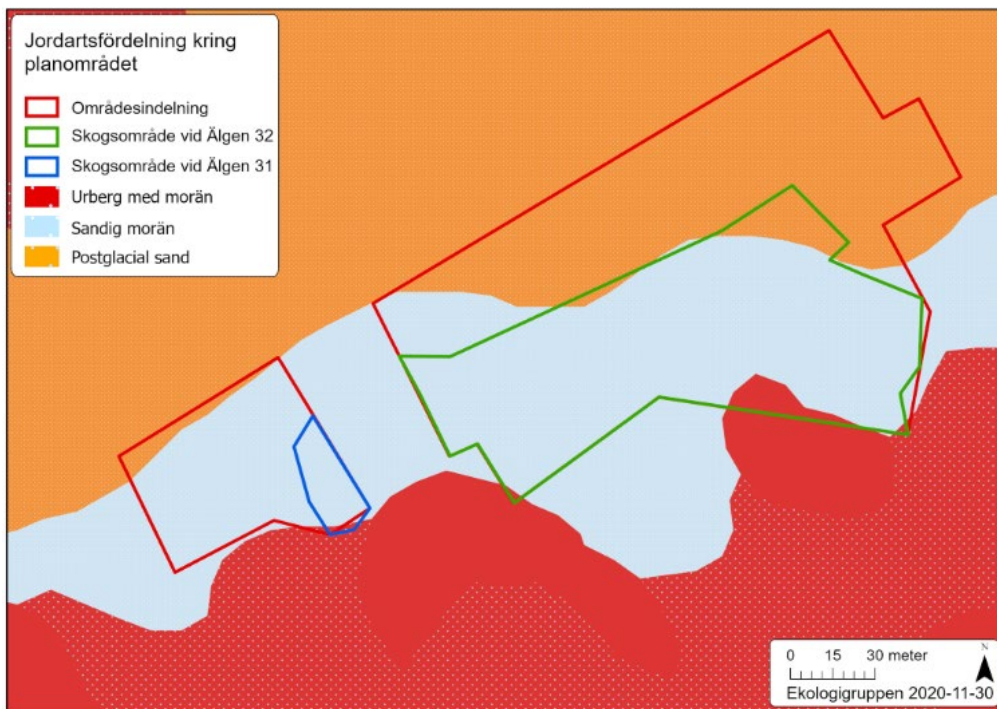 Jordartsfördelning kring
planområdet
Områdesindelning
Skogsområde vid Älgen 32
Skogsområde vid Älgen 31
Urberg med morän
Sandig morän
Postglacial sand
N
0 15 30 meter
Ekologigruppen 2020-11-30